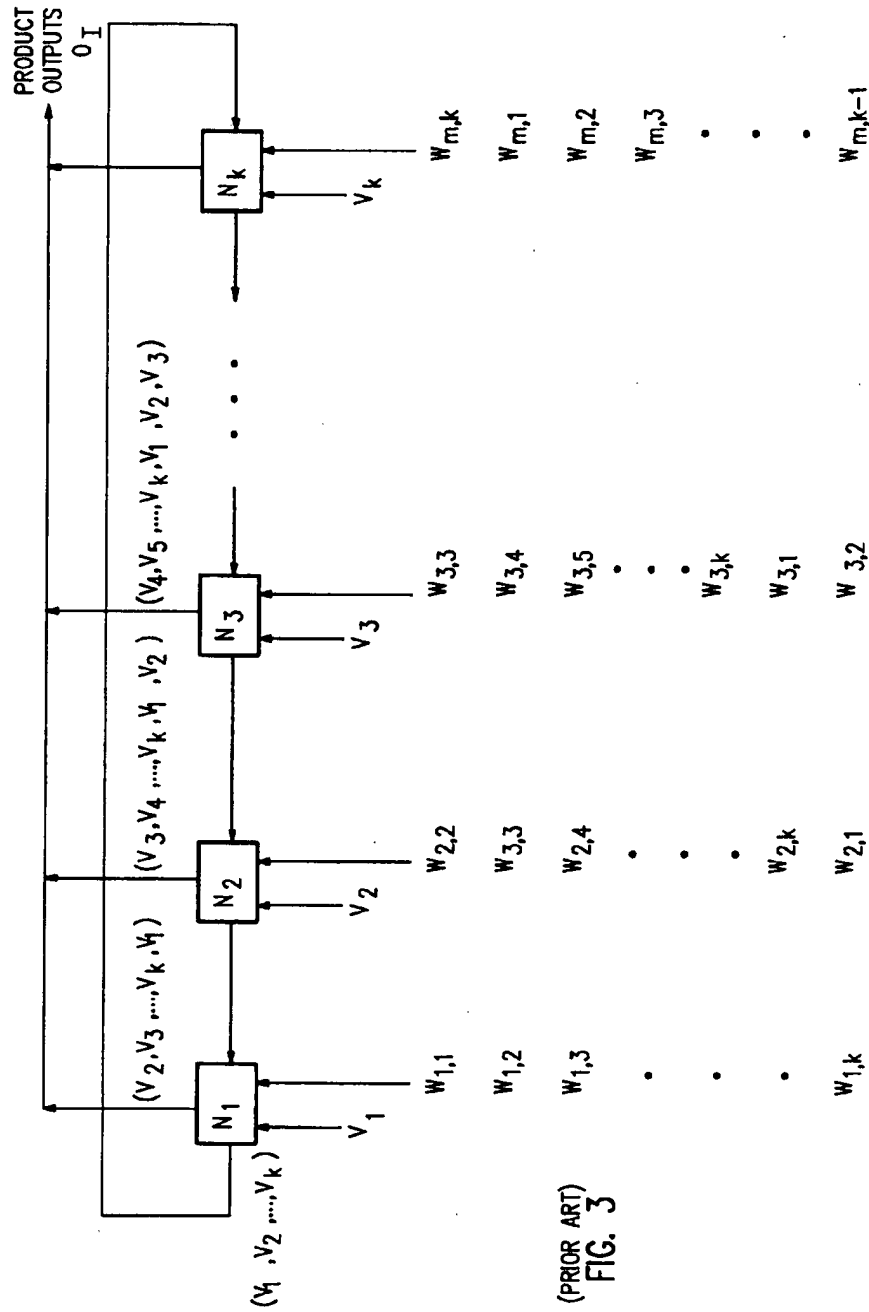 PRODUCT
OUTPUTS
O_I
(V_1 ,V_2 ,....,V_k)
(V_2,V_3 ,....,V_k,V_1)
(V_3,V_4 ,....,V_k,V_1 ,V_2 )
(V_4,V_5 ,....,V_k,V_1 ,V_2,V_3)
N_1
N_2
N_3
• • •
N_k
V_1
V_2
V_3
V_k
W_1,1
W_1,2
W_1,3
• • •
W_1,k
W_2,2
W_3,3
W_2,4
• • •
W_2,k
W_2,1
W_3,3
W_3,4
W_3,5
• • •
W_3,k
W_3,1
W_3,2
W_m,k
W_m,1
W_m,2
W_m,3
• • •
W_m,k-1
(PRIOR ART)
FIG. 3